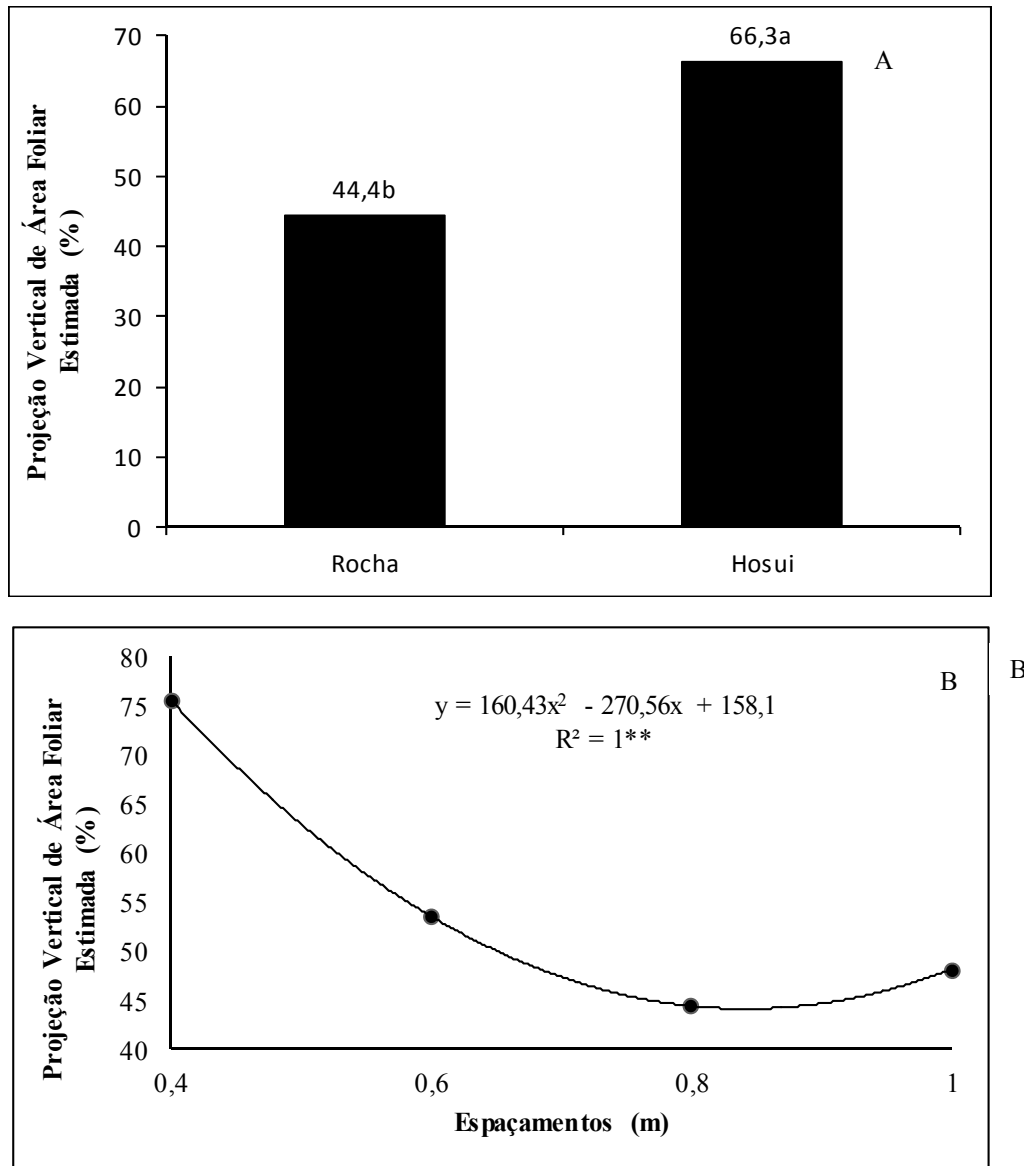 Projeção Vertical de Área Foliar
Estimada (%)
70
60
50
40
30
20
10
0
44,4b
66,3a
A
Rocha
Hosui
Projeção Vertical de Área Foliar
Estimada (%)
80
75
70
65
60
55
50
45
40
y = 160,43x² - 270,56x + 158,1
R² = 1**
B
B
0,4
0,6
0,8
1
Espaçamentos (m)